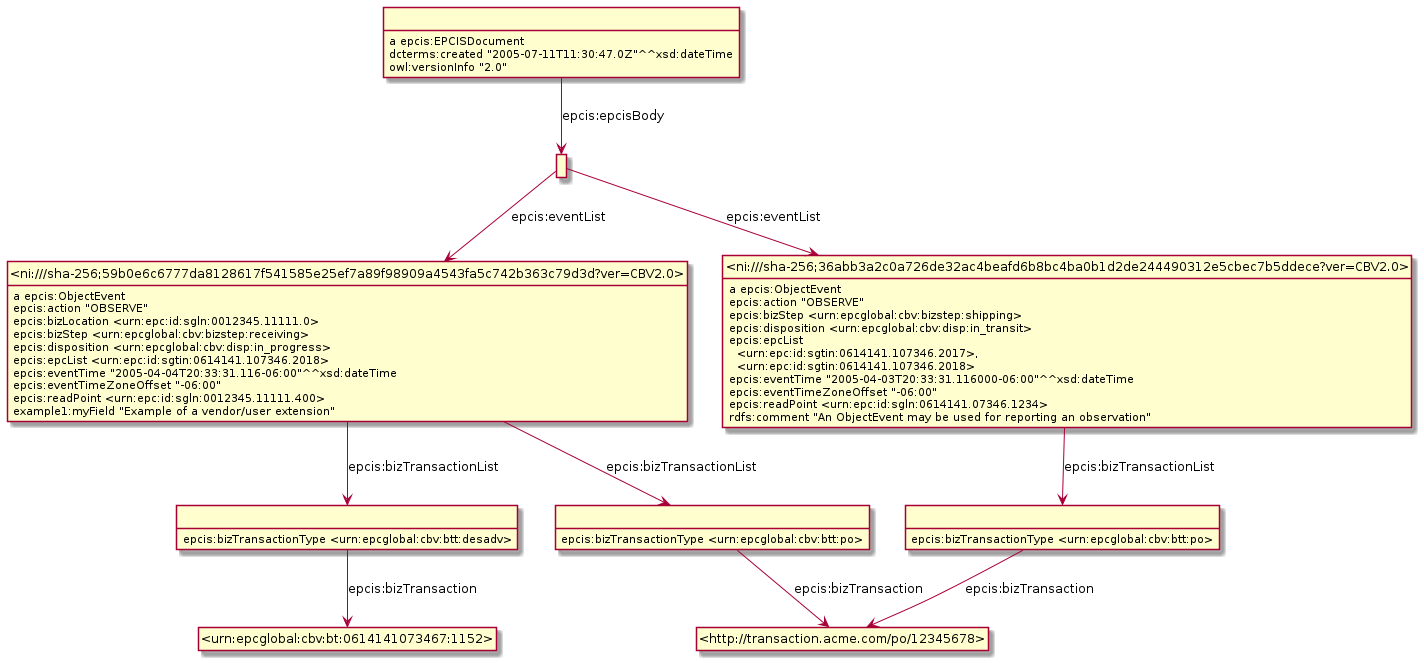 a epcis:EPCISDocument
dcterms:created "2005-07-11T11:30:47.0Z"^^xsd:dateTime
owl:versionInfo "2.0"
epcis:epcisBody
epcis:eventList
epcis:eventList
<ni:///sha-256;59b0e6c6777da8128617f541585e25ef7a89f98909a4543fa5c742b363c79d3d?ver=CBV2.0>
a epcis:ObjectEvent
epcis:action "OBSERVE"
epcis:bizLocation <urn:epc:id:sgln:0012345.11111.0>
epcis:bizStep <urn:epcglobal:cbv:bizstep:receiving>
epcis:disposition <urn:epcglobal:cbv:disp:in_progress>
epcis:epcList <urn:epc:id:sgtin:0614141.107346.2018>
epcis:eventTime "2005-04-04T20:33:31.116-06:00"^^xsd:dateTime
epcis:eventTimeZoneOffset "-06:00"
epcis:readPoint <urn:epc:id:sgln:0012345.11111.400>
example1:myField "Example of a vendor/user extension"
<ni:///sha-256;36abb3a2c0a726de32ac4beafd6b8bc4ba0b1d2de244490312e5cbec7b5ddece?ver=CBV2.0>
a epcis:ObjectEvent
epcis:action "OBSERVE"
epcis:bizStep <urn:epcglobal:cbv:bizstep:shipping>
epcis:disposition <urn:epcglobal:cbv:disp:in_transit>
epcis:epcList
<urn:epc:id:sgtin:0614141.107346.2017>,
<urn:epc:id:sgtin:0614141.107346.2018>
epcis:eventTime "2005-04-03T20:33:31.116000-06:00"^^xsd:dateTime
epcis:eventTimeZoneOffset "-06:00"
epcis:readPoint <urn:epc:id:sgln:0614141.07346.1234>
rdfs:comment "An ObjectEvent may be used for reporting an observation"
epcis:bizTransactionList
epcis:bizTransactionList
epcis:bizTransactionList
epcis:bizTransactionType <urn:epcglobal:cbv:btt:desadv>
epcis:bizTransactionType <urn:epcglobal:cbv:btt:po>
epcis:bizTransactionType <urn:epcglobal:cbv:btt:po>
epcis:bizTransaction
epcis:bizTransaction
epcis:bizTransaction
<urn:epcglobal:cbv:bt:0614141073467:1152>
<http://transaction.acme.com/po/12345678>